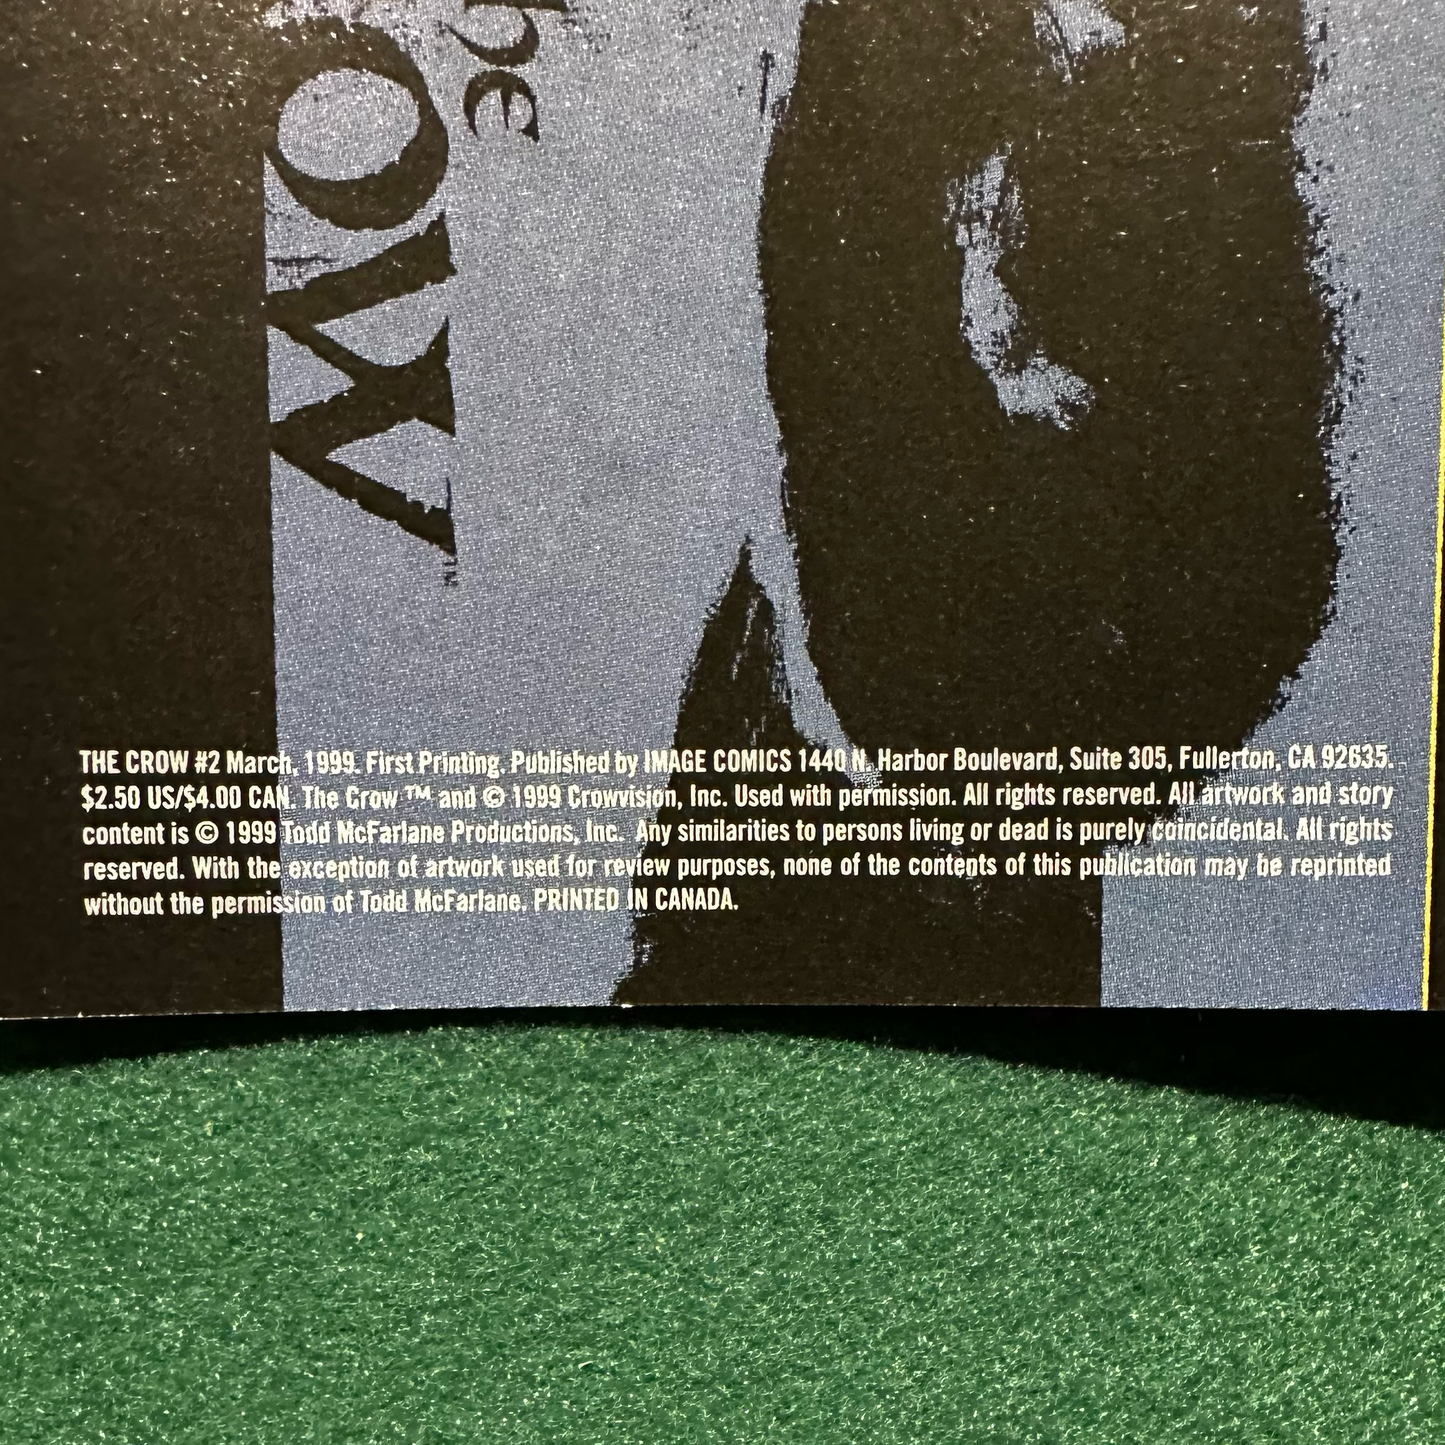 he
OW™
THE CROW #2 March, 1999. First Printing. Published by IMAGE COMICS 1440 N. Harbor Boulevard, Suite 305, Fullerton, CA 92635.
$2.50 US/$4.00 CAN. The Crow ™ and © 1999 Crowvision, Inc. Used with permission. All rights reserved. All artwork and story
content is © 1999 Todd McFarlane Productions, Inc. Any similarities to persons living or dead is purely coincidental. All rights
reserved. With the exception of artwork used for review purposes, none of the contents of this publication may be reprinted
without the permission of Todd McFarlane. PRINTED IN CANADA.